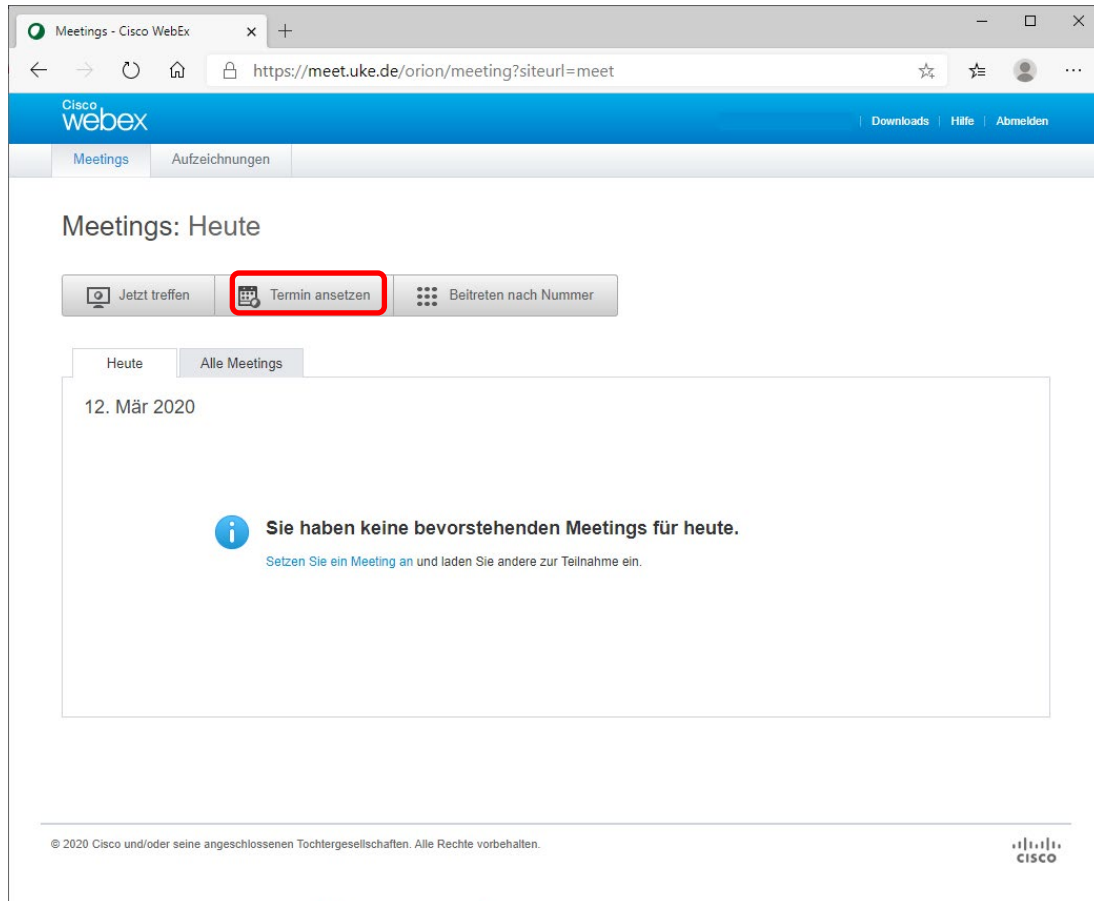 Meetings - Cisco WebEx
https://meet.uke.de/orion/meeting?siteurl=meet
Cisco
webex
Downloads | Hilfe | Abmelden
Meetings Aufzeichnungen
Meetings: Heute
Jetzt treffen Termin ansetzen Beitreten nach Nummer
Heute Alle Meetings
12. Mär 2020
Sie haben keine bevorstehenden Meetings für heute.
Setzen Sie ein Meeting an und laden Sie andere zur Teilnahme ein.
© 2020 Cisco und/oder seine angeschlossenen Tochtergesellschaften. Alle Rechte vorbehalten.
CISCO